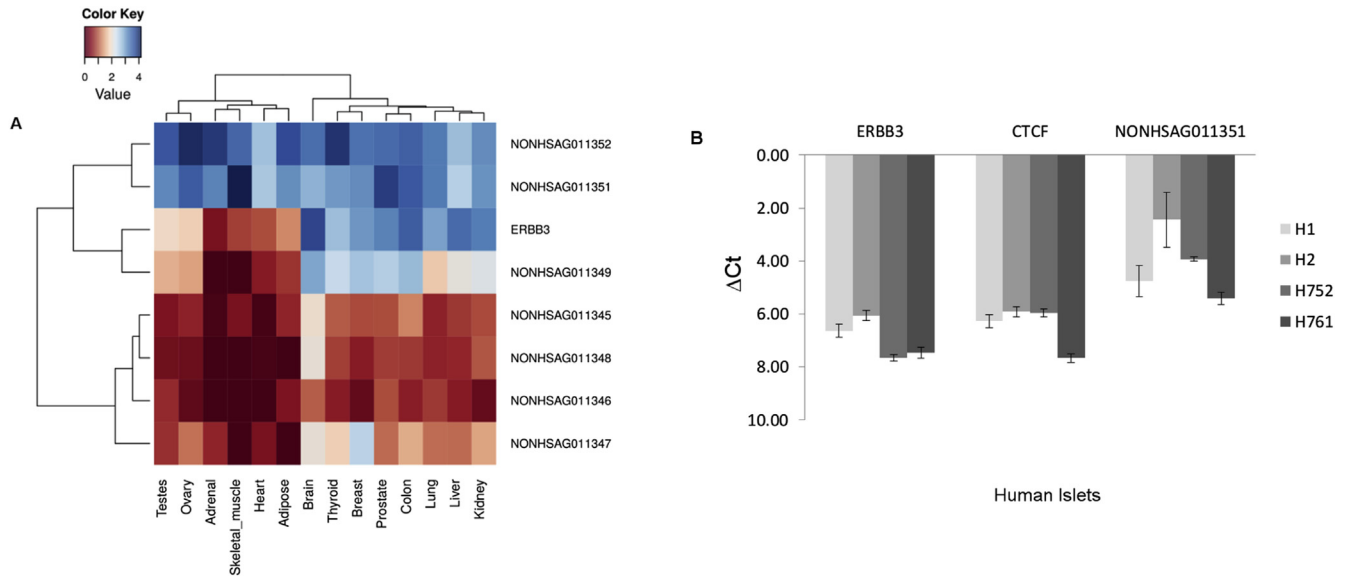 Color Key
0 2 4
Value
A
NONHSAG011352
NONHSAG011351
ERBB3
NONHSAG011349
NONHSAG011345
NONHSAG011348
NONHSAG011346
NONHSAG011347
Testes
Ovary
Adrenal
Skeletal_muscle
Heart
Adipose
Brain
Thyroid
Breast
Prostate
Colon
Lung
Liver
Kidney
B
ERBB3 CTCF NONHSAG011351
0.00
2.00
4.00
6.00
8.00
10.00
ΔCt
H1
H2
H752
H761
Human Islets